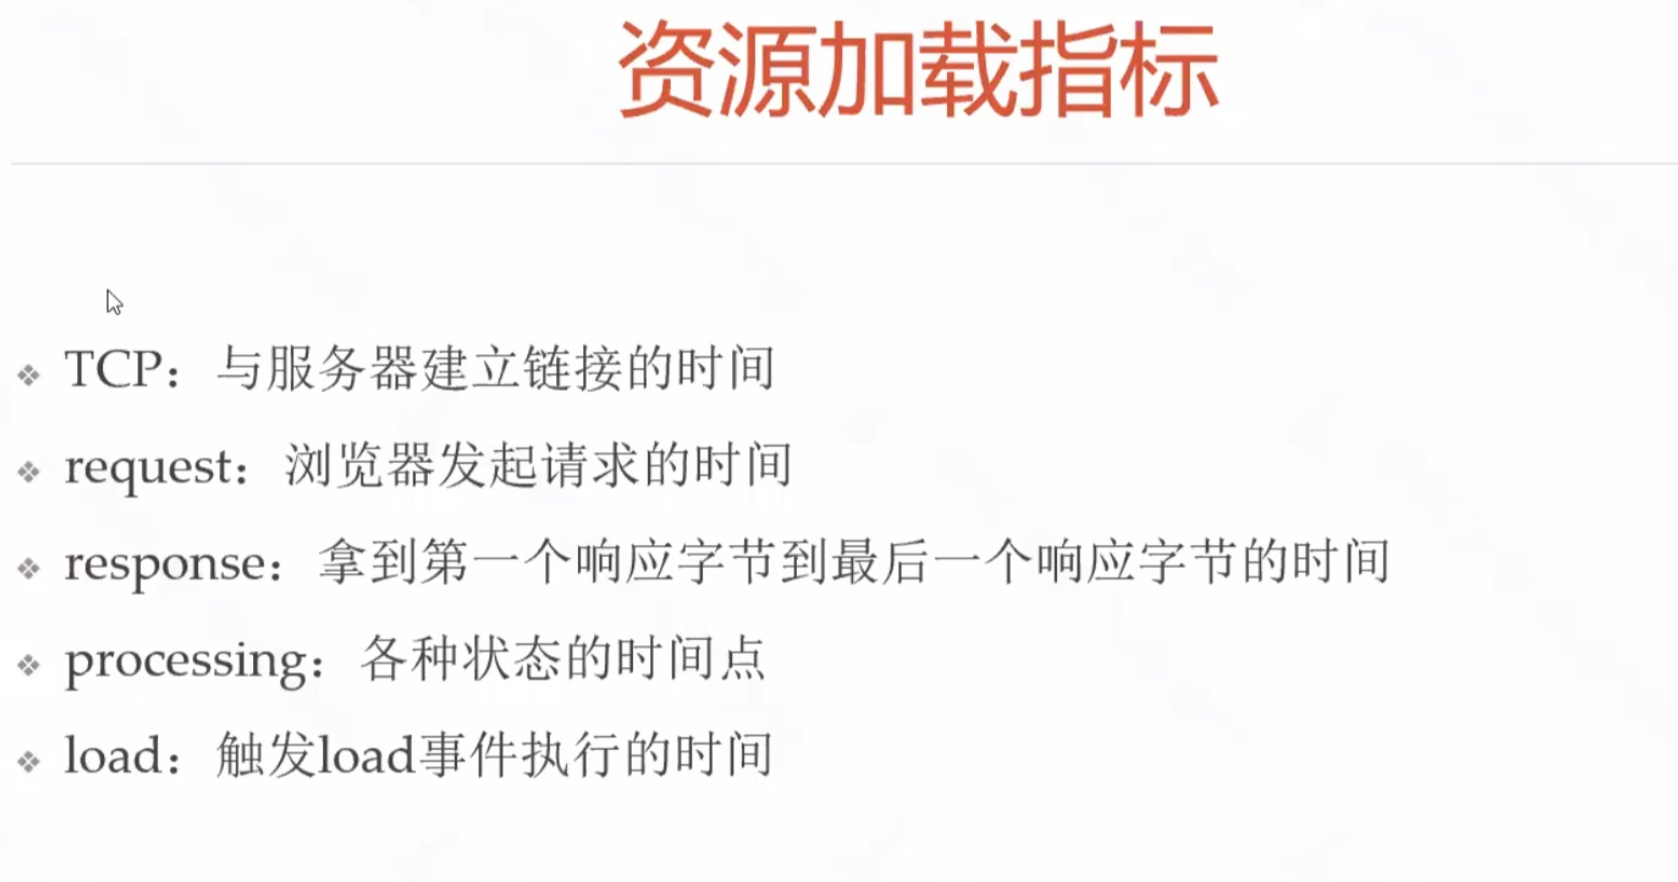 资源加载指标
TCP：与服务器建立链接的时间
request：浏览器发起请求的时间
response：拿到第一个响应字节到最后一个响应字节的时间
processing：各种状态的时间点
load：触发load事件执行的时间